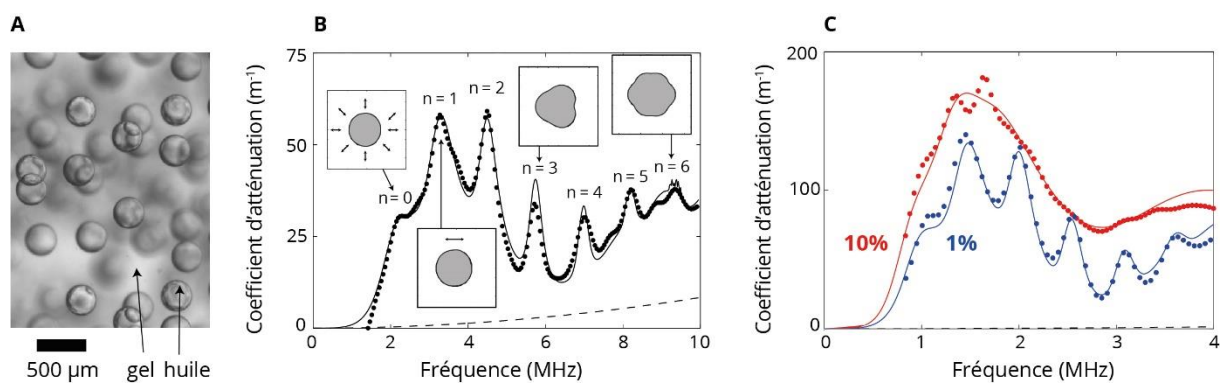 A
500 µm
gel huile
B
Coefficient d'atténuation (m⁻¹)
75
50
25
0
n = 0
n = 1
n = 2
n = 3
n = 4
n = 5
n = 6
0 2 4 6 8 10
Fréquence (MHz)
C
Coefficient d'atténuation (m⁻¹)
200
100
0
10% 1%
0 1 2 3 4
Fréquence (MHz)